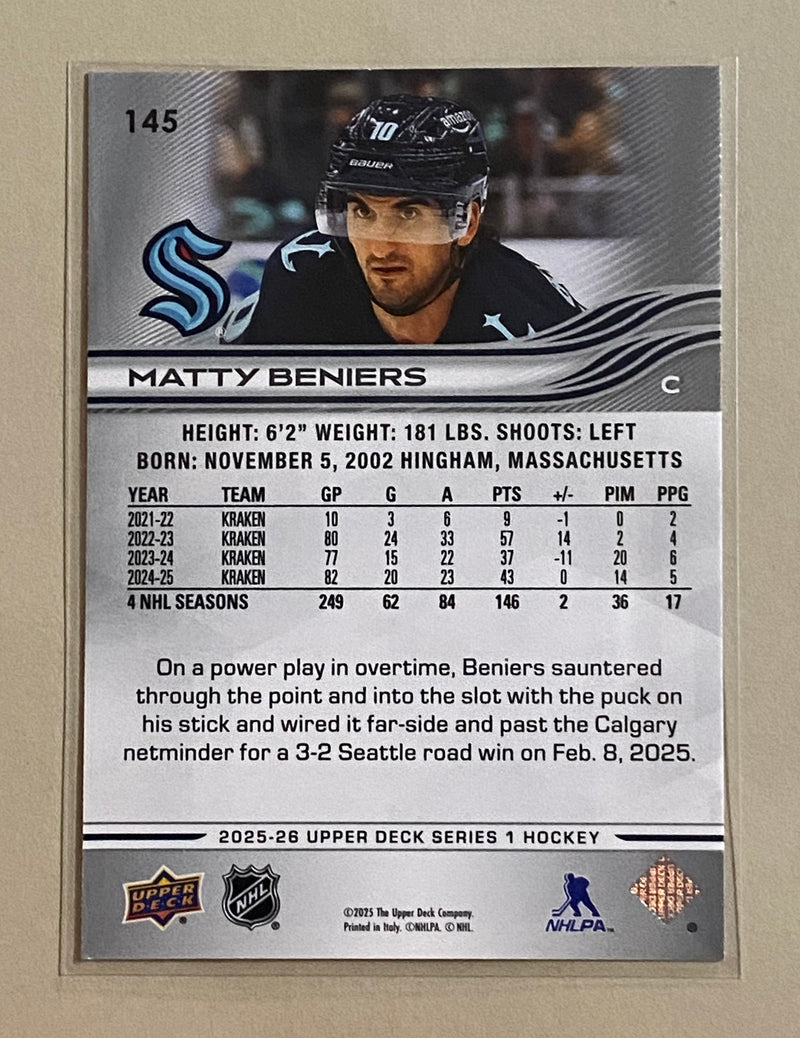 145
amazon
10
BAUER
MATTY BENIERS
C
HEIGHT: 6'2" WEIGHT: 181 LBS. SHOOTS: LEFT
BORN: NOVEMBER 5, 2002 HINGHAM, MASSACHUSETTS
YEAR TEAM GP G A PTS +/- PIM PPG
2021-22 KRAKEN 10 3 6 9 -1 0 2
2022-23 KRAKEN 80 24 33 57 14 2 4
2023-24 KRAKEN 77 15 22 37 -11 20 6
2024-25 KRAKEN 82 20 23 43 0 14 5
4 NHL SEASONS 249 62 84 146 2 36 17
On a power play in overtime, Beniers sauntered
through the point and into the slot with the puck on
his stick and wired it far-side and past the Calgary
netminder for a 3-2 Seattle road win on Feb. 8, 2025.
2025-26 UPPER DECK SERIES 1 HOCKEY
UPPER DECK ®
NHL ®
©2025 The Upper Deck Company.
Printed in Italy. ©NHLPA. © NHL.
NHLPA™